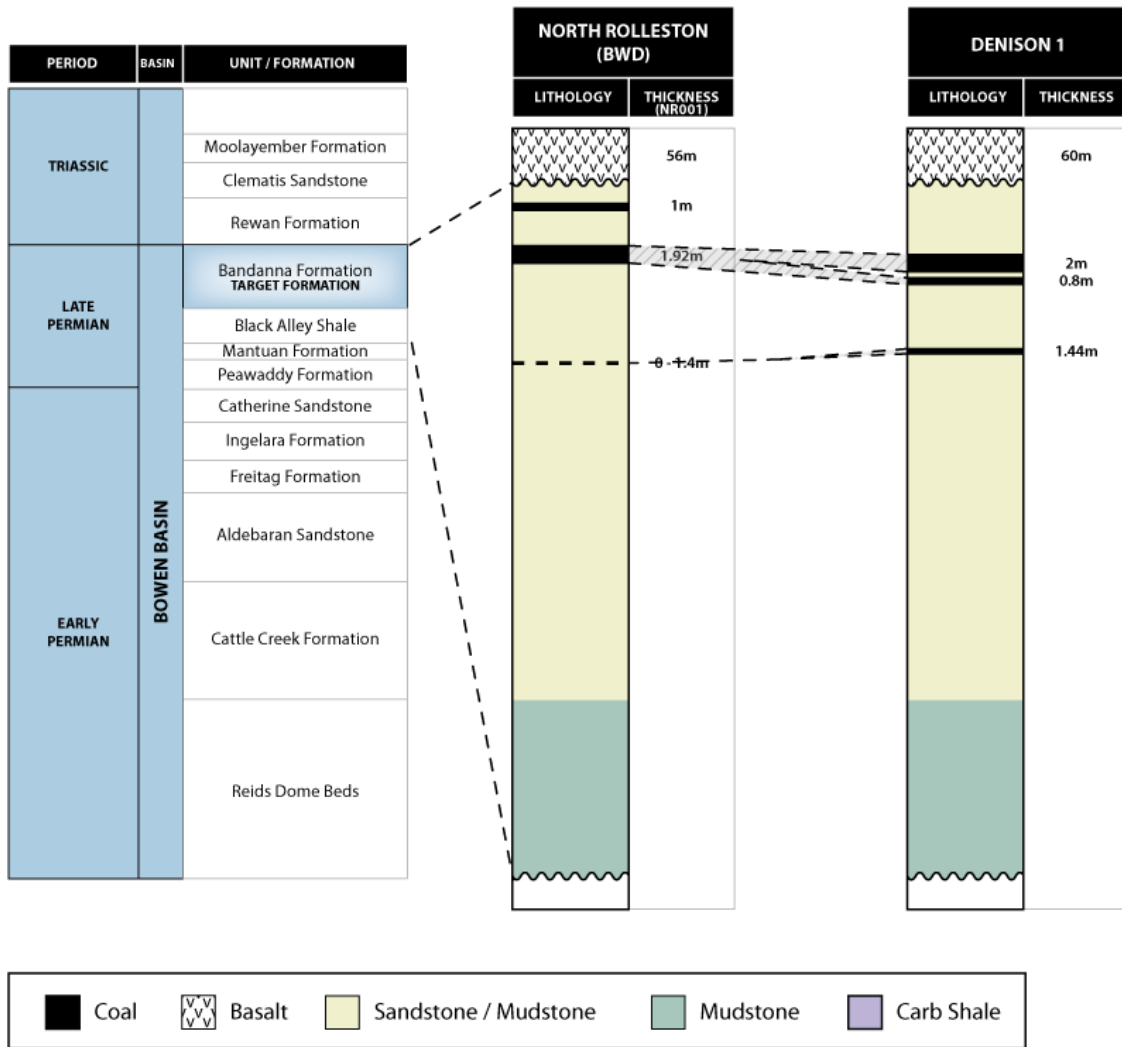 PERIOD
BASIN
UNIT / FORMATION
TRIASSIC
LATE
PERMIAN
EARLY
PERMIAN
BOWEN BASIN
Moolayember Formation
Clematis Sandstone
Rewan Formation
Bandanna Formation
TARGET FORMATION
Black Alley Shale
Mantuan Formation
Peawaddy Formation
Catherine Sandstone
Ingelara Formation
Freitag Formation
Aldebaran Sandstone
Cattle Creek Formation
Reids Dome Beds
NORTH ROLLESTON
(BWD)
LITHOLOGY
THICKNESS
(NR001)
56m
1m
1.92m
0 - 1.4m
DENISON 1
LITHOLOGY
THICKNESS
60m
2m
0.8m
1.44m
Coal
Basalt
Sandstone / Mudstone
Mudstone
Carb Shale